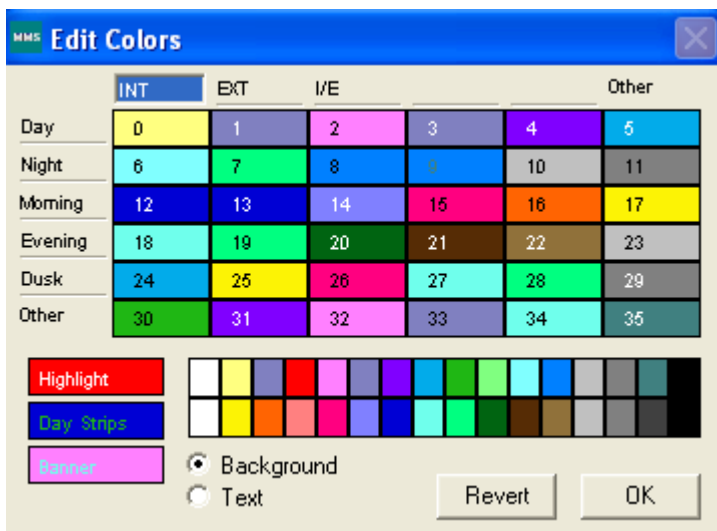 MMS Edit Colors
INT EXT I/E Other
Day 0 1 2 3 4 5
Night 6 7 8 9 10 11
Morning 12 13 14 15 16 17
Evening 18 19 20 21 22 23
Dusk 24 25 26 27 28 29
Other 30 31 32 33 34 35
Highlight
Day Strips
Banner
Background
Text
Revert OK